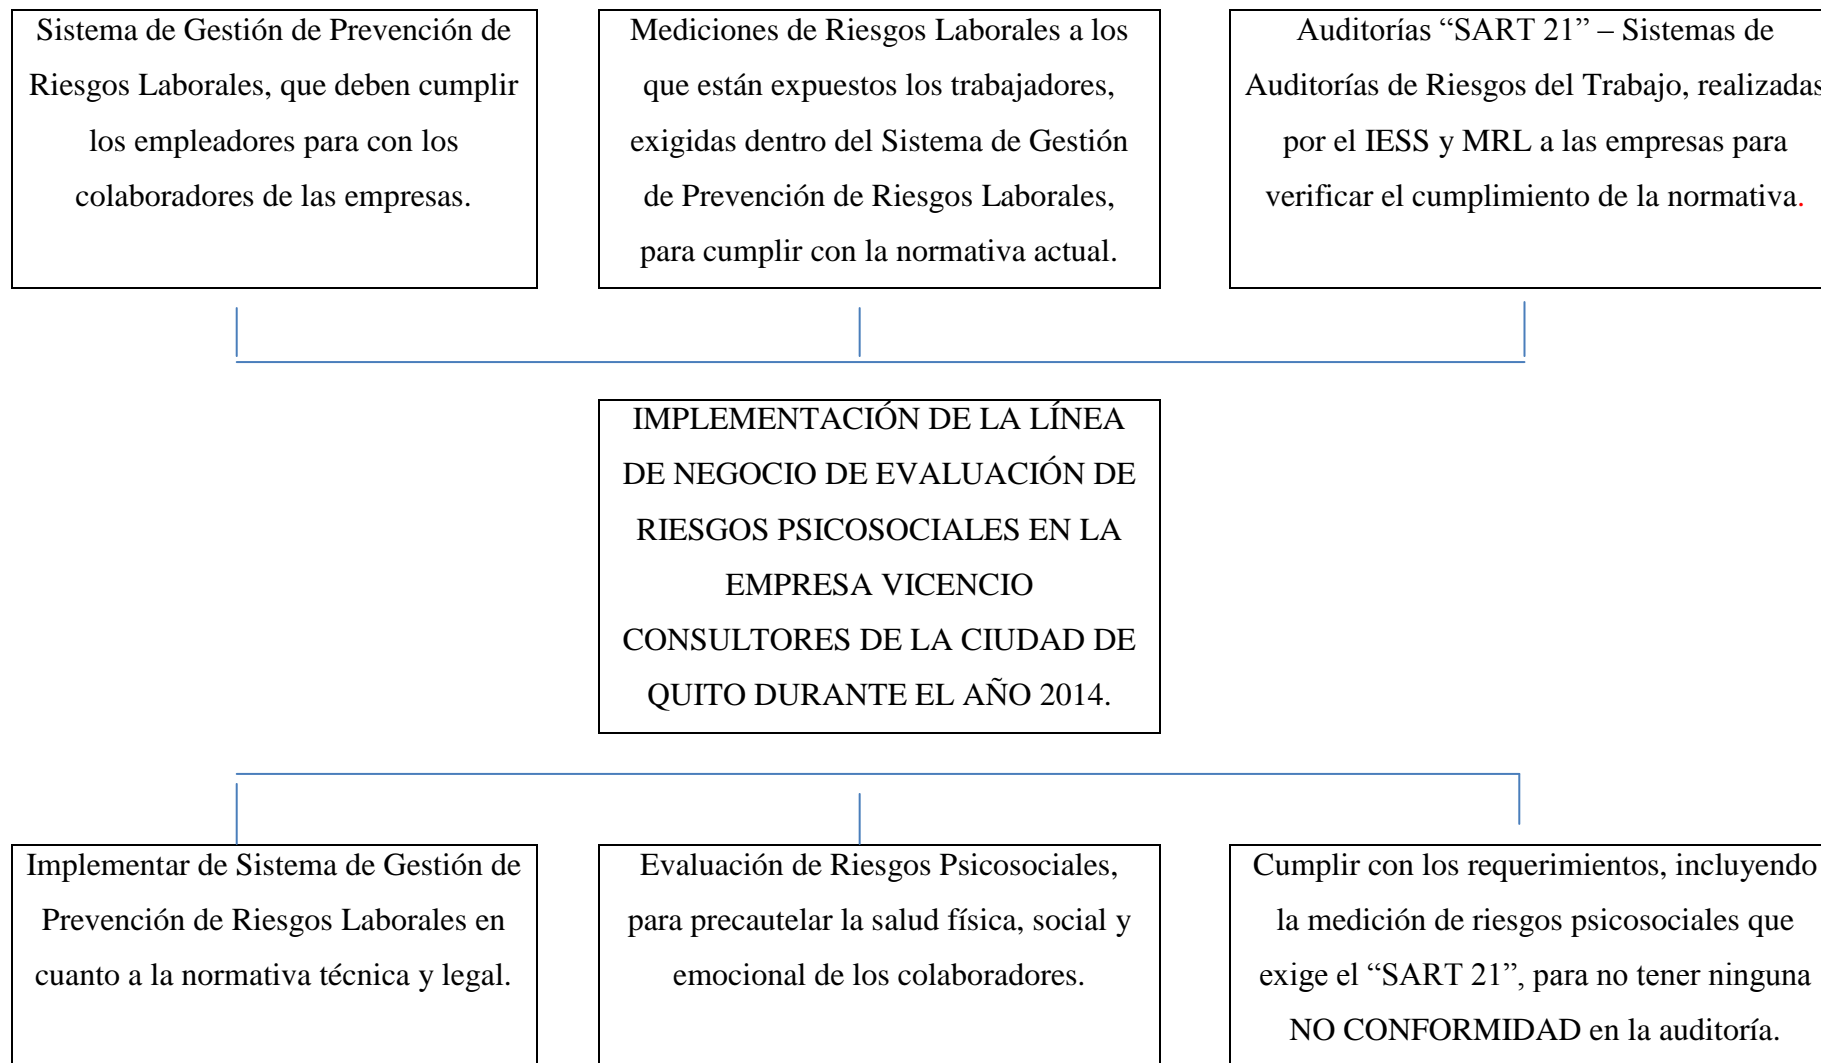 Sistema de Gestión de Prevención de
Riesgos Laborales, que deben cumplir
los empleadores para con los
colaboradores de las empresas.
Mediciones de Riesgos Laborales a los
que están expuestos los trabajadores,
exigidas dentro del Sistema de Gestión
de Prevención de Riesgos Laborales,
para cumplir con la normativa actual.
Auditorías “SART 21” – Sistemas de
Auditorías de Riesgos del Trabajo, realizadas
por el IESS y MRL a las empresas para
verificar el cumplimiento de la normativa.
IMPLEMENTACIÓN DE LA LÍNEA
DE NEGOCIO DE EVALUACIÓN DE
RIESGOS PSICOSOCIALES EN LA
EMPRESA VICENCIO
CONSULTORES DE LA CIUDAD DE
QUITO DURANTE EL AÑO 2014.
Implementar de Sistema de Gestión de
Prevención de Riesgos Laborales en
cuanto a la normativa técnica y legal.
Evaluación de Riesgos Psicosociales,
para precautelar la salud física, social y
emocional de los colaboradores.
Cumplir con los requerimientos, incluyendo
la medición de riesgos psicosociales que
exige el “SART 21”, para no tener ninguna
NO CONFORMIDAD en la auditoría.